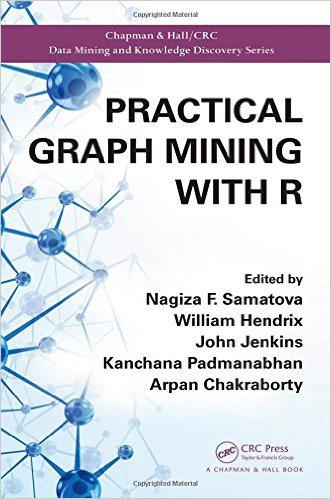 Chapman & Hall/CRC
Data Mining and Knowledge Discovery Series
PRACTICAL
GRAPH MINING
WITH R
Edited by
Nagiza F. Samatova
William Hendrix
John Jenkins
Kanchana Padmanabhan
Arpan Chakraborty
CRC
CRC Press
Taylor & Francis Group
A CHAPMAN & HALL BOOK